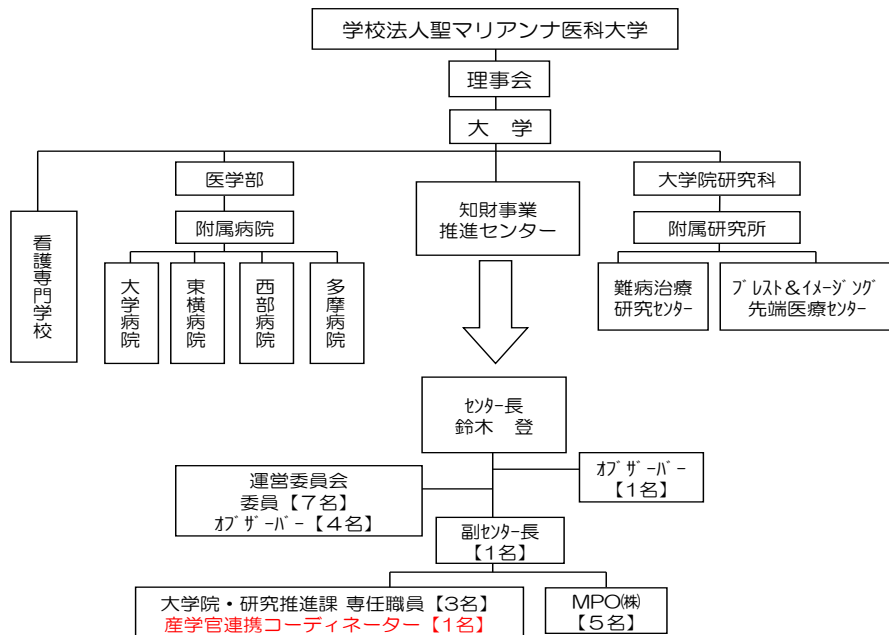 学校法人聖マリアンナ医科大学
理事会
大　学
医学部
知財事業
推進センター
大学院研究科
附属病院
附属研究所
看護専門学校
大学病院
東横病院
西部病院
多摩病院
難病治療
研究ｾﾝﾀｰ
ﾌﾞﾚｽﾄ＆ｲﾒｰｼﾞﾝｸﾞ
先端医療ｾﾝﾀｰ
ｾﾝﾀｰ長
鈴木　登
運営委員会
委員【７名】
ｵﾌﾞｻﾞｰﾊﾞｰ【４名】
ｵﾌﾞｻﾞｰﾊﾞｰ
【１名】
副ｾﾝﾀｰ長
【１名】
大学院・研究推進課 専任職員【３名】
産学官連携コーディネーター【１名】
MPO㈱
【５名】